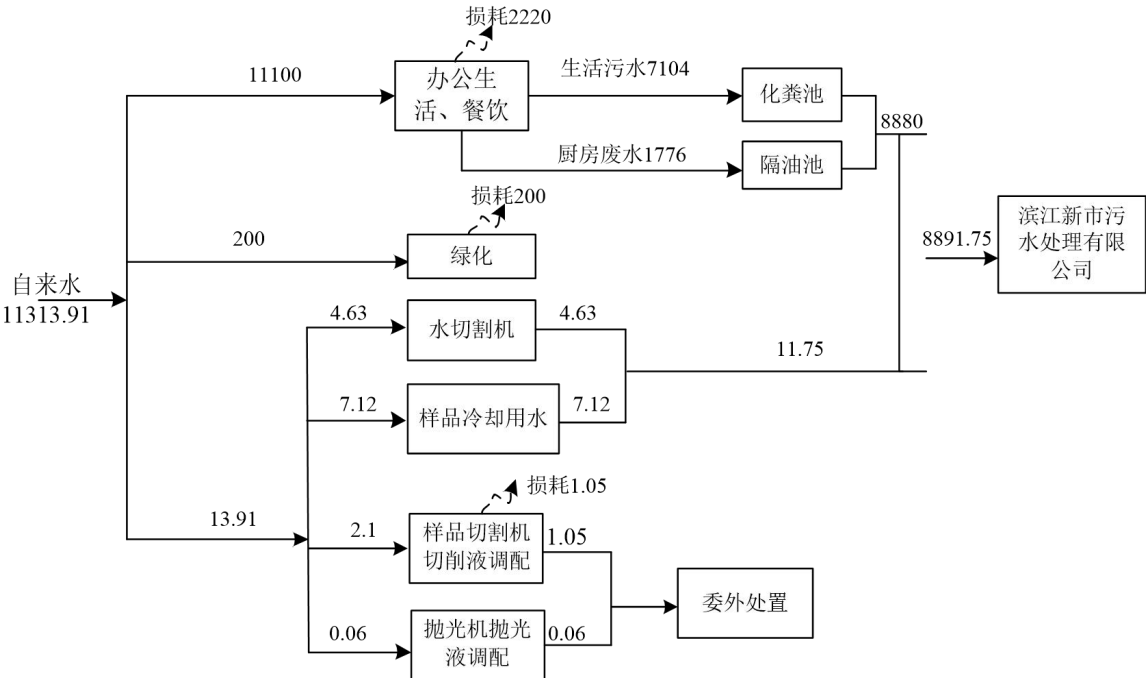 损耗2220
11100
办公生
活、餐饮
生活污水7104
化粪池
8880
厨房废水1776
隔油池
损耗200
200
绿化
8891.75
滨江新市污
水处理有限
公司
自来水
11313.91
4.63
水切割机
4.63
11.75
7.12
样品冷却用水
7.12
损耗1.05
13.91
2.1
样品切割机
切削液调配
1.05
委外处置
0.06
抛光机抛光
液调配
0.06